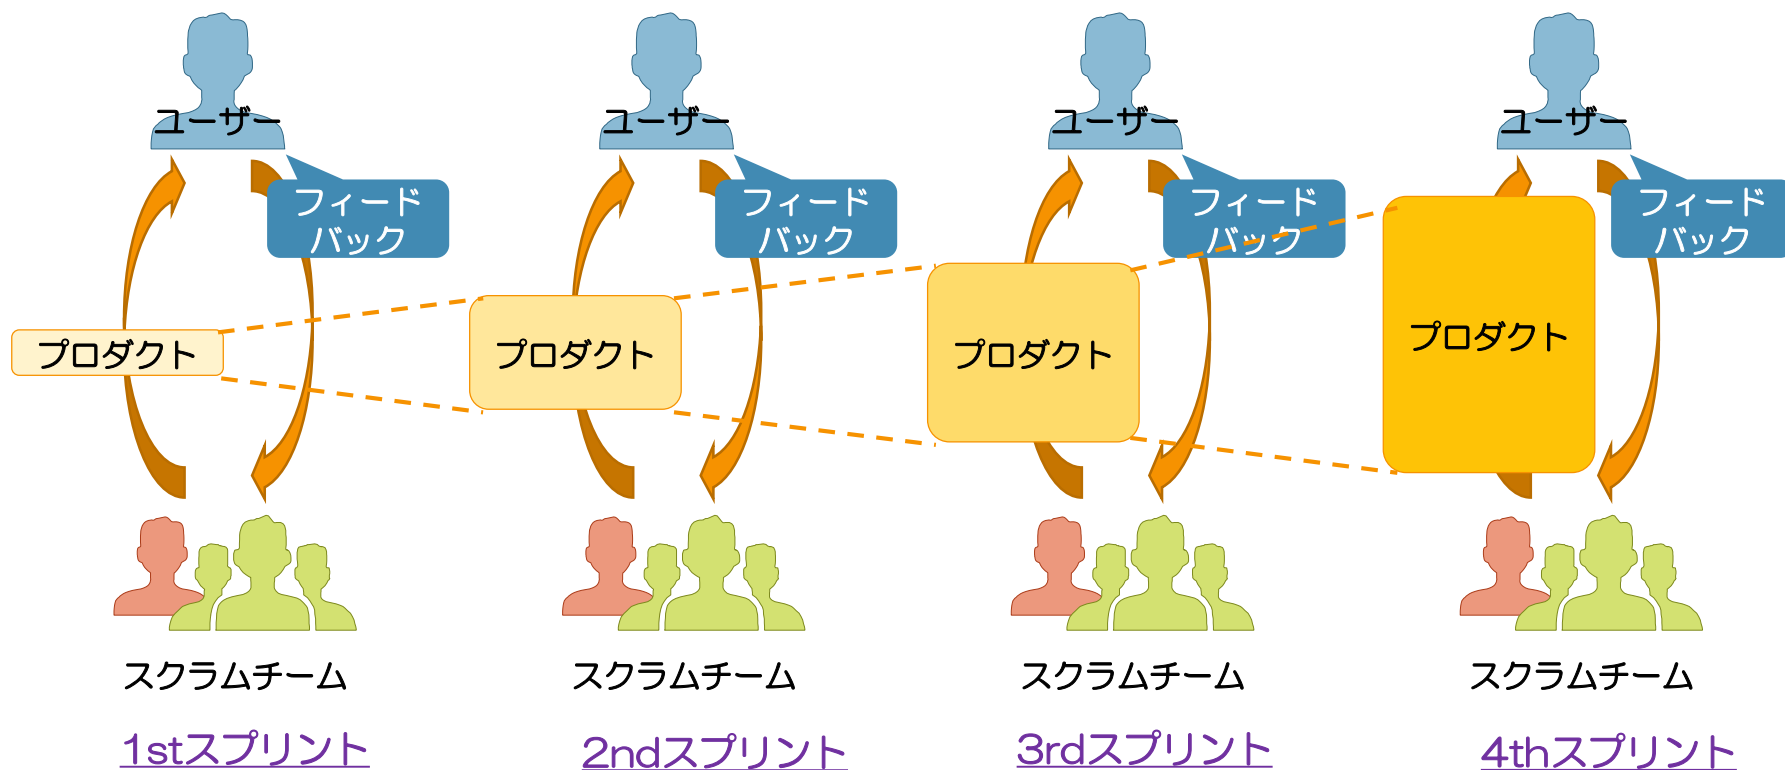 ユーザー
フィード
バック
プロダクト
スクラムチーム
1stスプリント
ユーザー
フィード
バック
プロダクト
スクラムチーム
2ndスプリント
ユーザー
フィード
バック
プロダクト
スクラムチーム
3rdスプリント
ユーザー
フィード
バック
プロダクト
スクラムチーム
4thスプリント